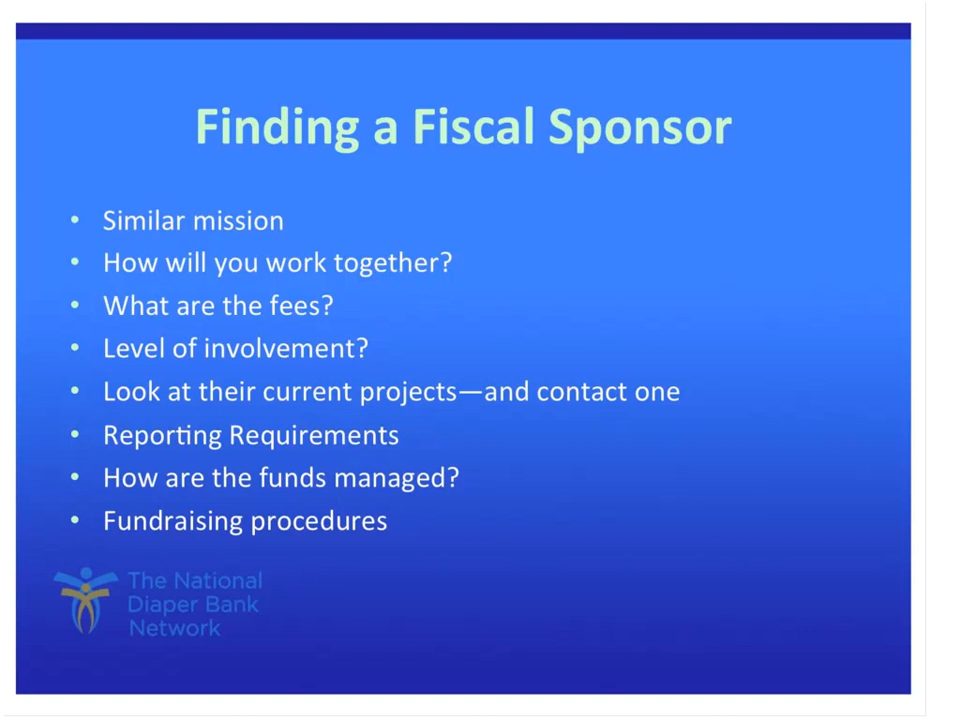 Finding a Fiscal Sponsor
• Similar mission
• How will you work together?
• What are the fees?
• Level of involvement?
• Look at their current projects—and contact one
• Reporting Requirements
• How are the funds managed?
• Fundraising procedures
The National
Diaper Bank
Network